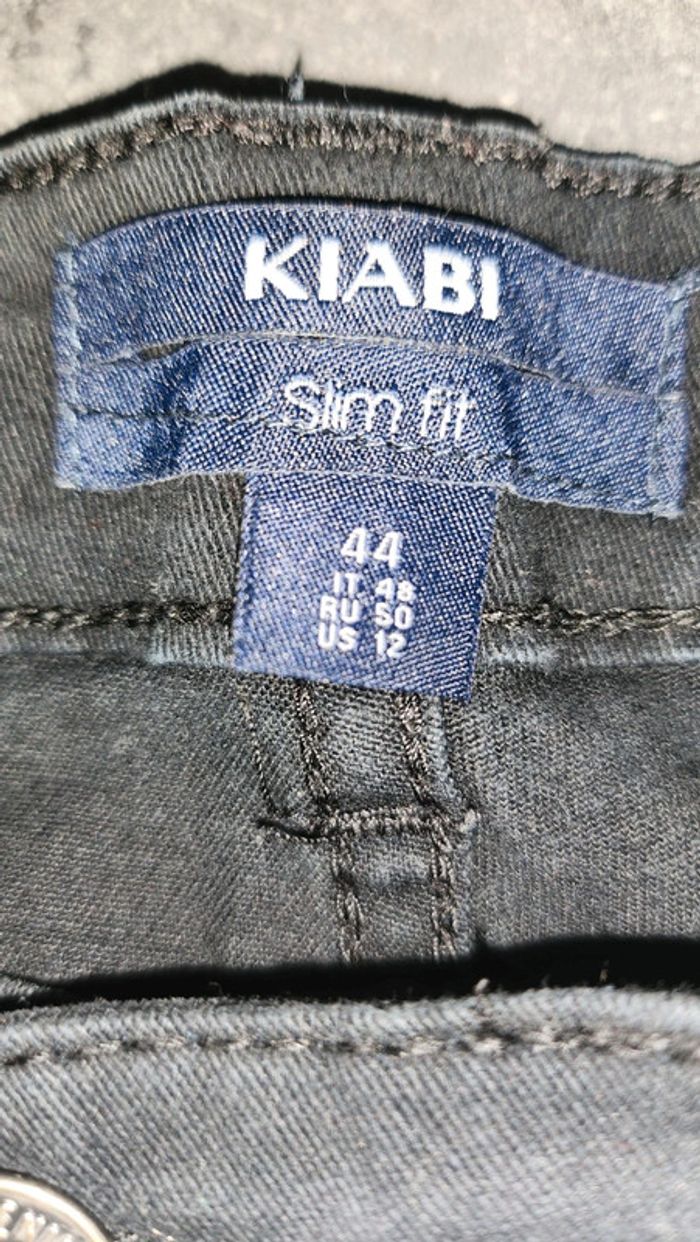 KIABI
Slim fit
44
IT 48
RU 50
US 12